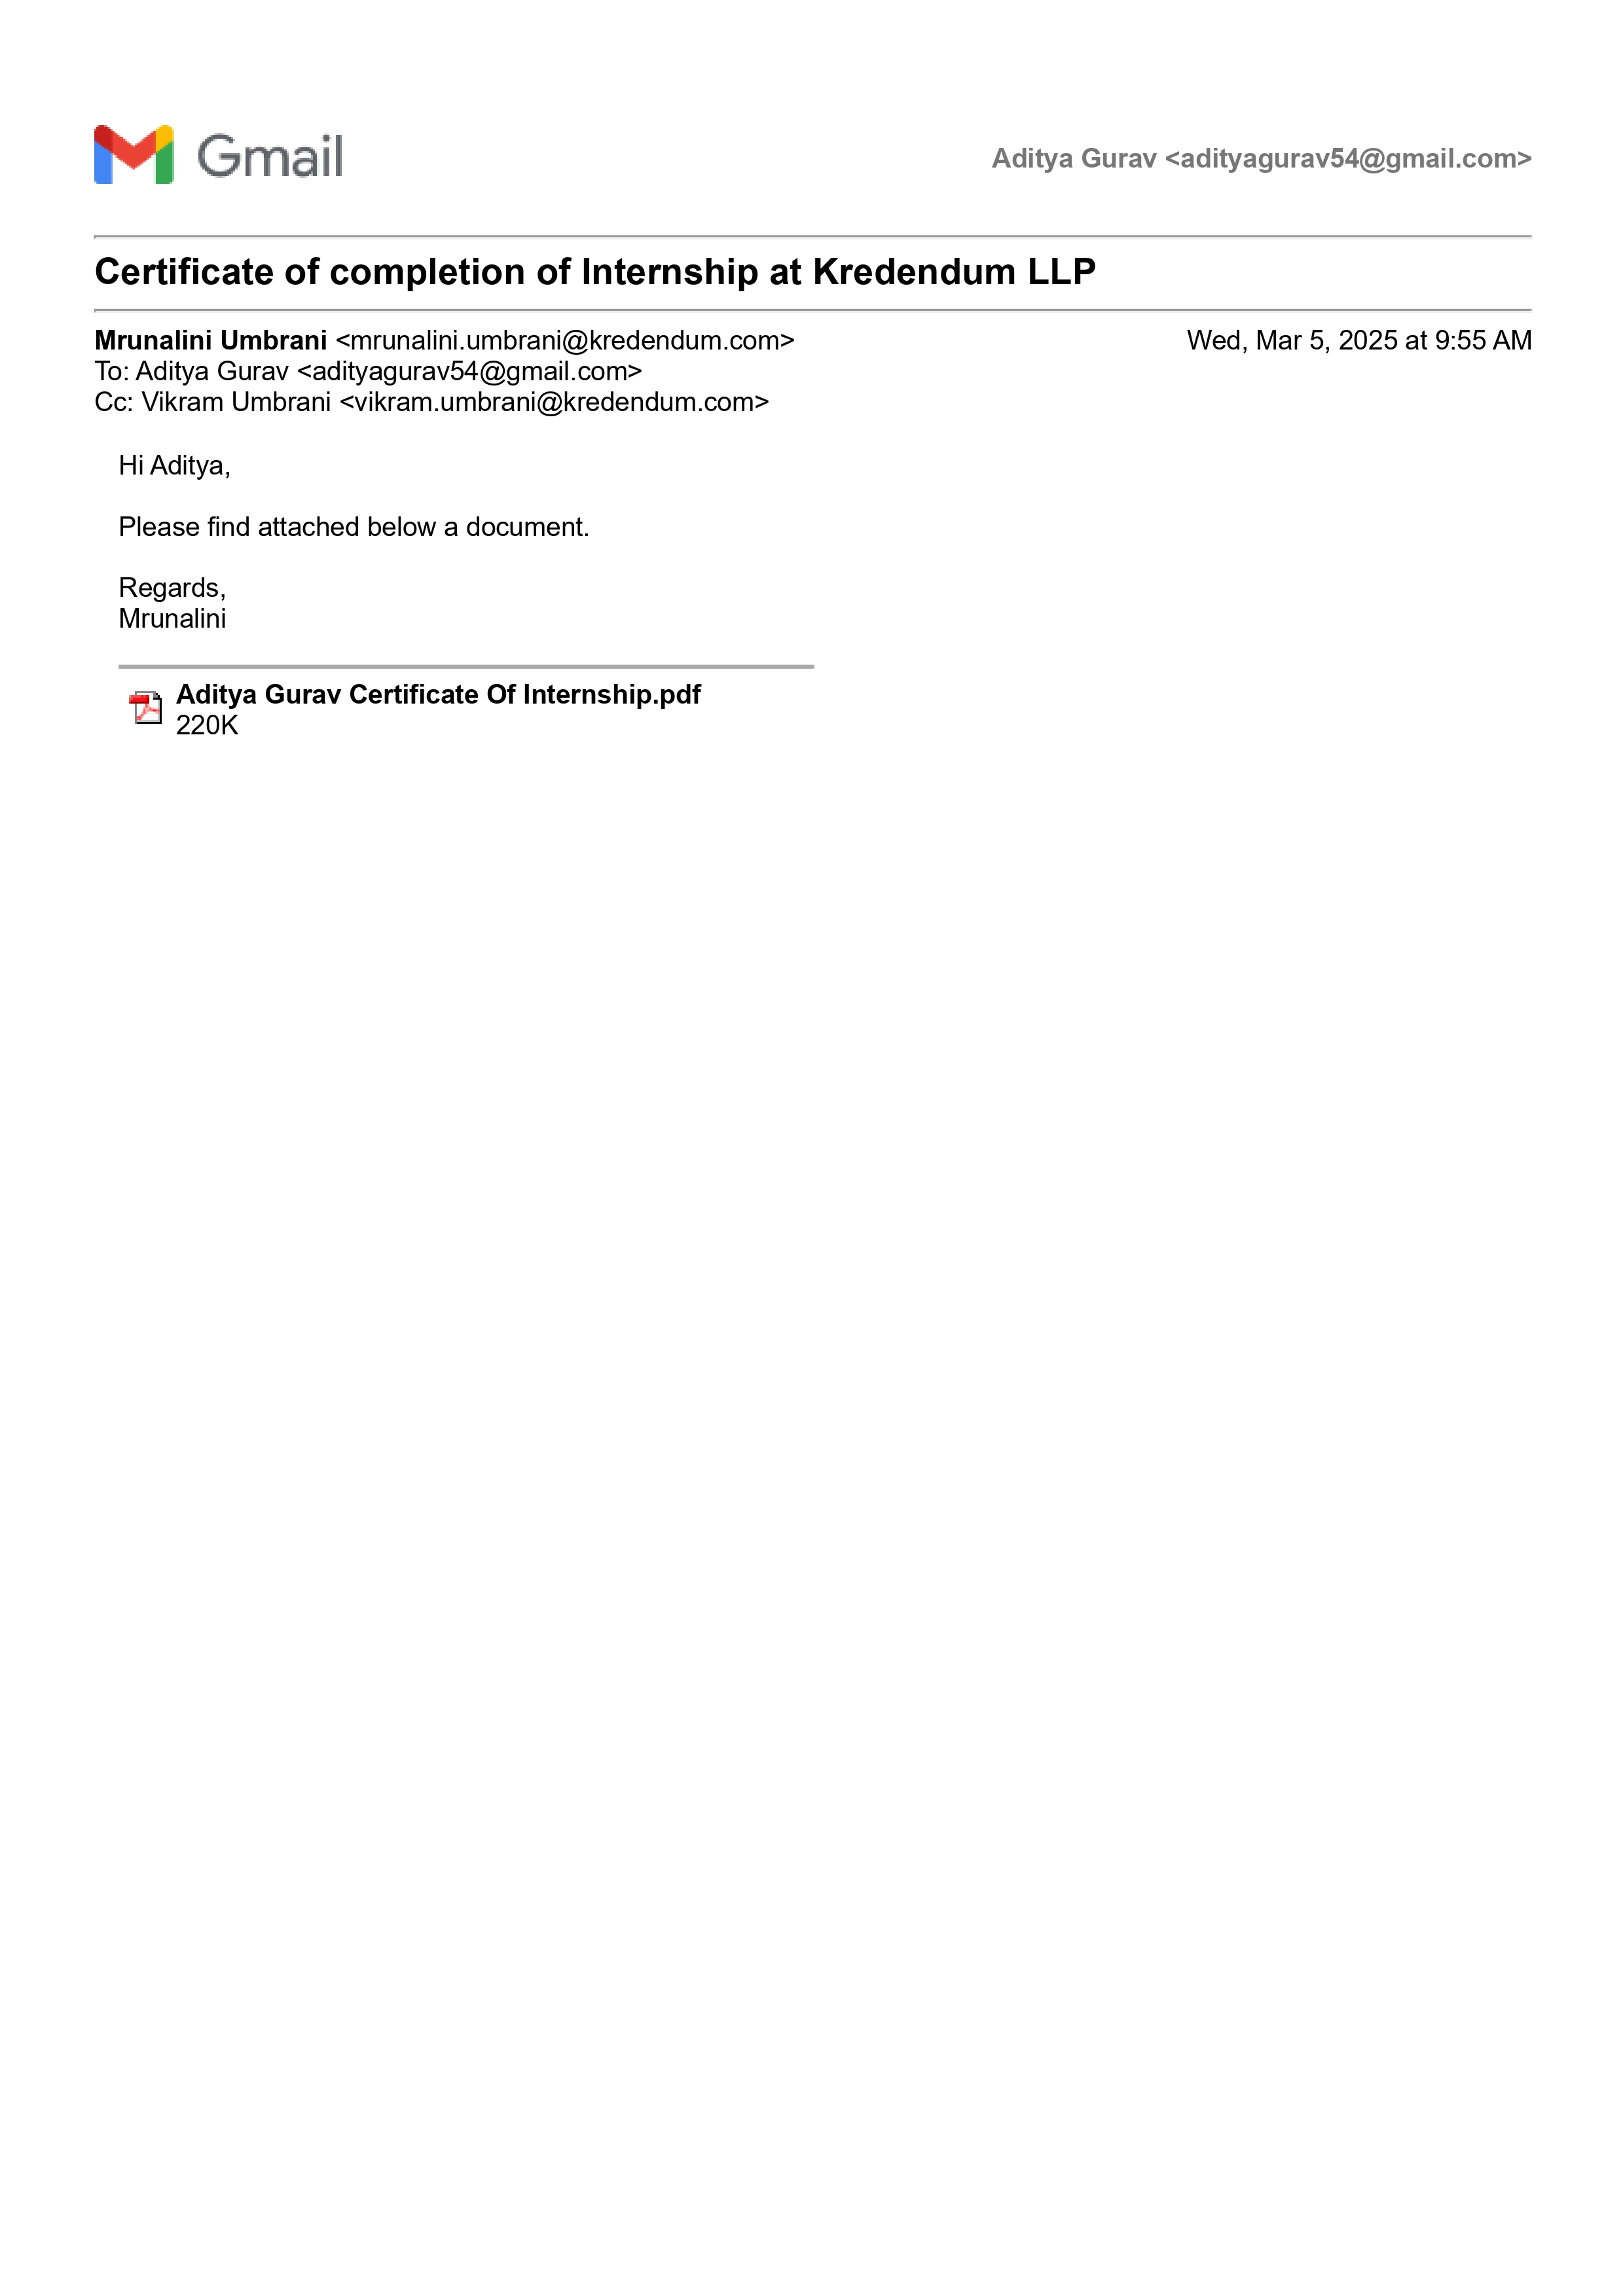 Gmail
Aditya Gurav <adityagurav54@gmail.com>
Certificate of completion of Internship at Kredendum LLP
Mrunalini Umbrani <mrunalini.umbrani@kredendum.com>
Wed, Mar 5, 2025 at 9:55 AM
To: Aditya Gurav <adityagurav54@gmail.com>
Cc: Vikram Umbrani <vikram.umbrani@kredendum.com>
Hi Aditya,
Please find attached below a document.
Regards,
Mrunalini
Aditya Gurav Certificate Of Internship.pdf
220K